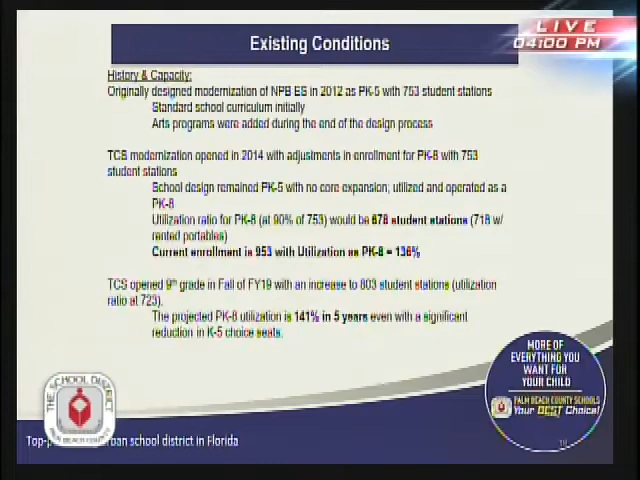 LIVE
04:00 PM
Existing Conditions
History & Capacity:
Originally designed modernization of NPB ES in 2012 as PK-5 with 753 student stations
Standard school curriculum initially
Arts programs were added during the end of the design process
TCS modernization opened in 2014 with adjustments in enrollment for PK-8 with 753
student stations
School design remained PK-5 with no core expansion; utilized and operated as a
PK-8
Utilization ratio for PK-8 (at 90% of 753) would be 678 student stations (718 w/
rented portables)
Current enrollment is 953 with Utilization as PK-8 = 136%
TCS opened 9th grade in Fall of FY19 with an increase to 803 student stations (utilization
ratio at 723).
The projected PK-8 utilization is 141% in 5 years even with a significant
reduction in K-5 choice seats.
MORE OF
EVERYTHING YOU
WANT FOR
YOUR CHILD
PALM BEACH COUNTY SCHOOLS
Your BEST Choice!
THE SCHOOL DISTRICT
PALM BEACH COUNTY
Top-p ban school district in Florida